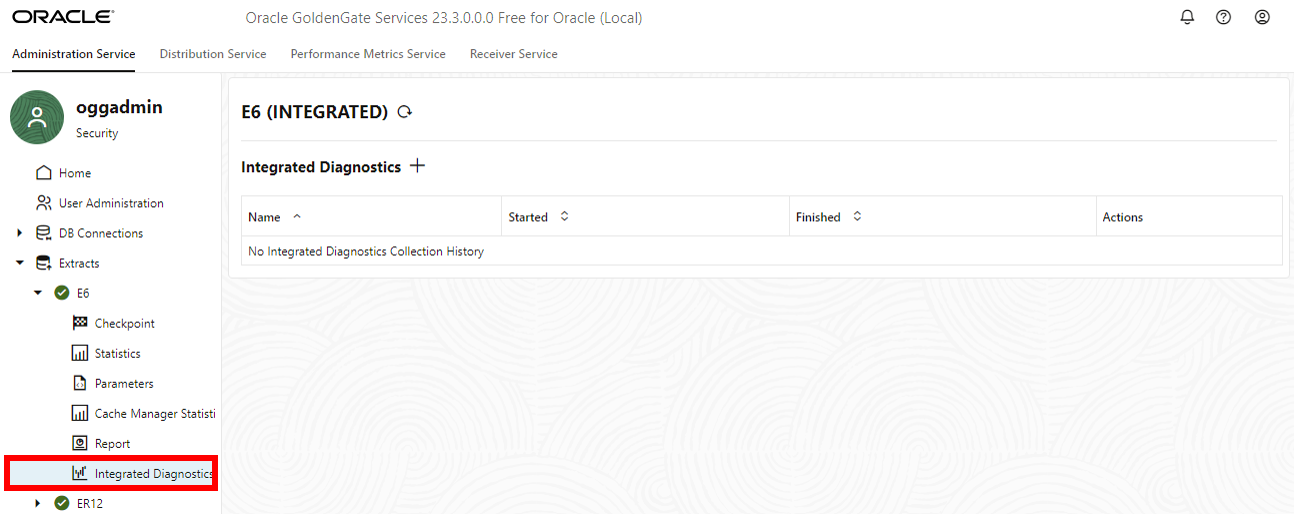 ORACLE
Oracle GoldenGate Services 23.3.0.0.0 Free for Oracle (Local)
Administration Service
Distribution Service
Performance Metrics Service
Receiver Service
oggadmin
Security
Home
User Administration
DB Connections
Extracts
E6
Checkpoint
Statistics
Parameters
Cache Manager Statisti
Report
Integrated Diagnostics
ER12
E6 (INTEGRATED)
Integrated Diagnostics
Name Started Finished Actions
No Integrated Diagnostics Collection History